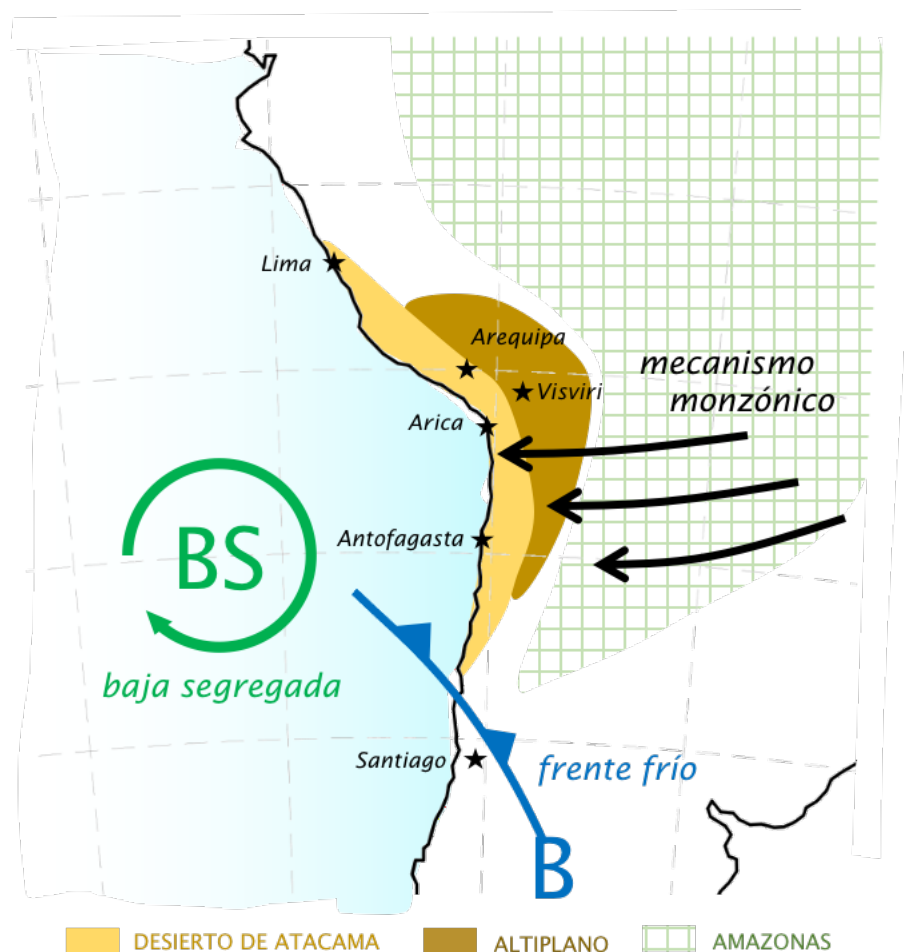 Lima
Arequipa
mecanismo
monzónico
Visviri
Arica
Antofagasta
BS
baja segregada
Santiago
frente frío
B
DESIERTO DE ATACAMA
ALTIPLANO
AMAZONAS